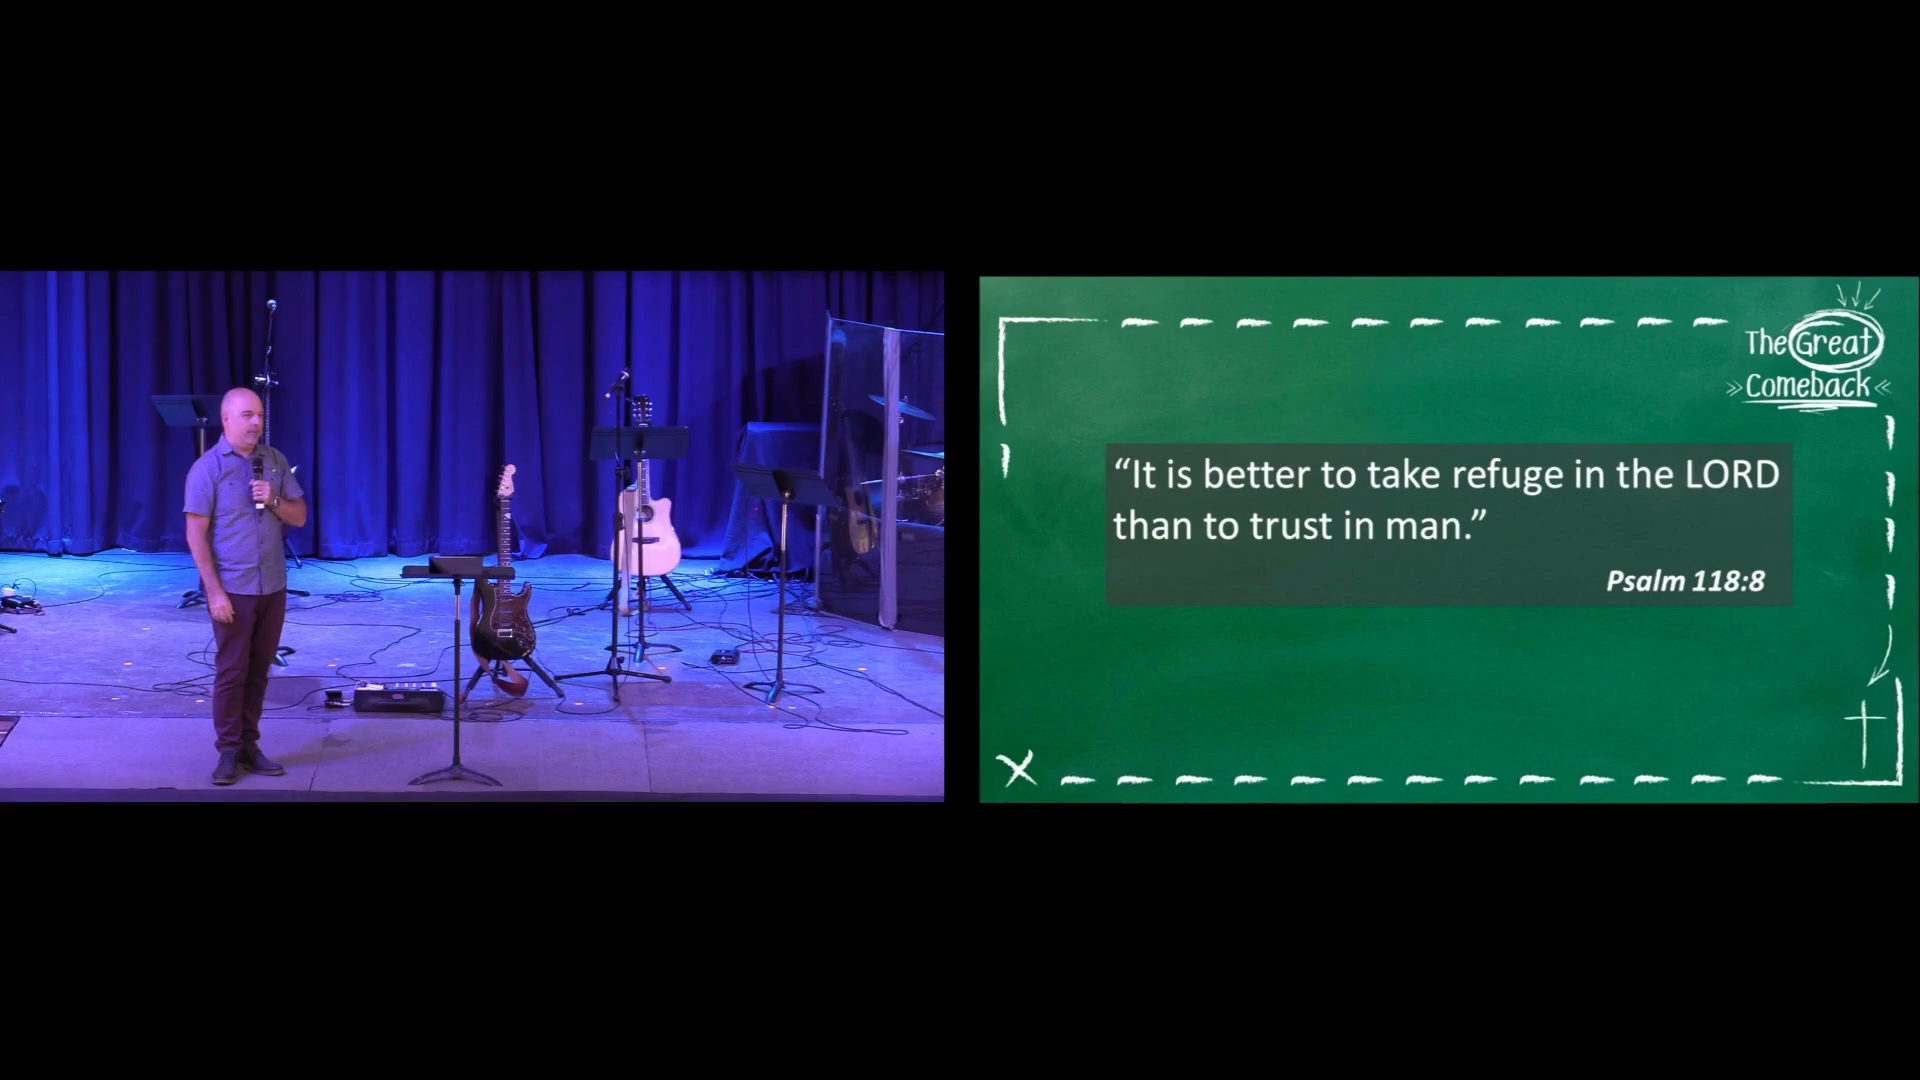 The Great
»Comeback«
“It is better to take refuge in the LORD
than to trust in man.”
Psalm 118:8